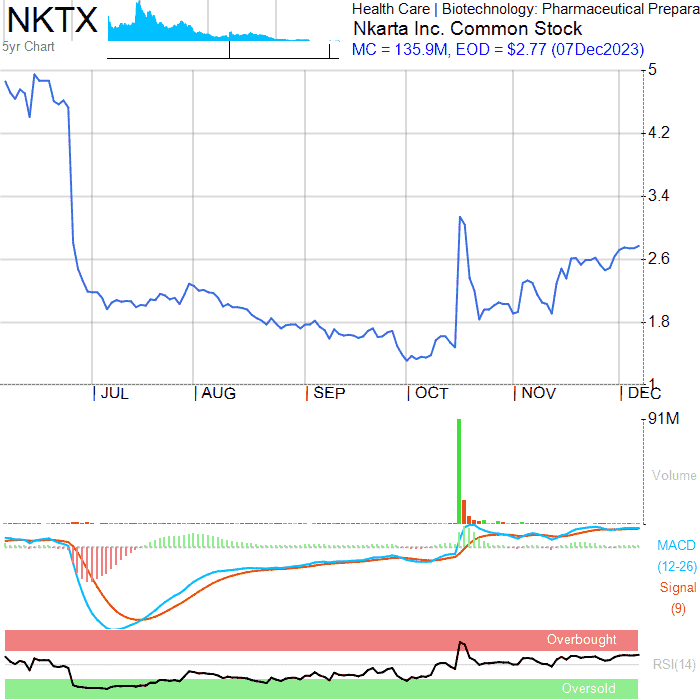 NKTX
5yr Chart
Health Care | Biotechnology: Pharmaceutical Prepara
Nkarta Inc. Common Stock
MC = 135.9M, EOD = $2.77 (07Dec2023)
5
4.2
3.4
2.6
1.8
1
JUL AUG SEP OCT NOV DEC
91M
Volume
MACD
(12-26)
Signal
(9)
Overbought
RSI(14)
Oversold